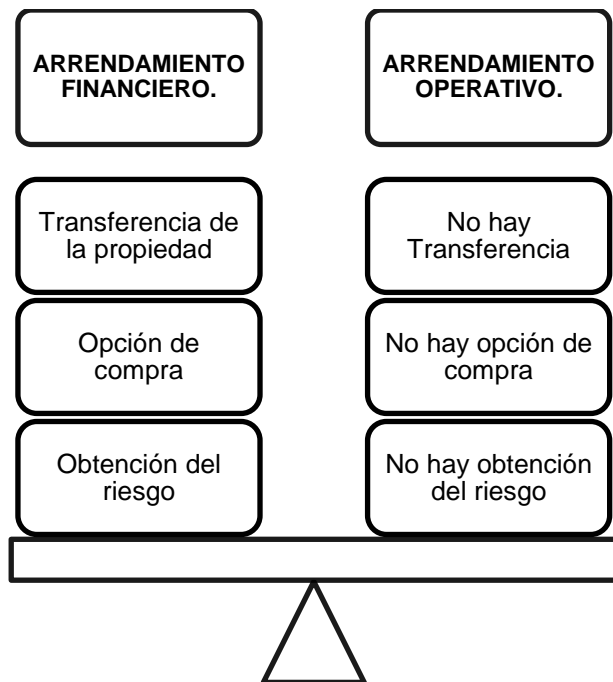 ARRENDAMIENTO
FINANCIERO.
ARRENDAMIENTO
OPERATIVO.
Transferencia de
la propiedad
No hay
Transferencia
Opción de
compra
No hay opción de
compra
Obtención del
riesgo
No hay obtención
del riesgo